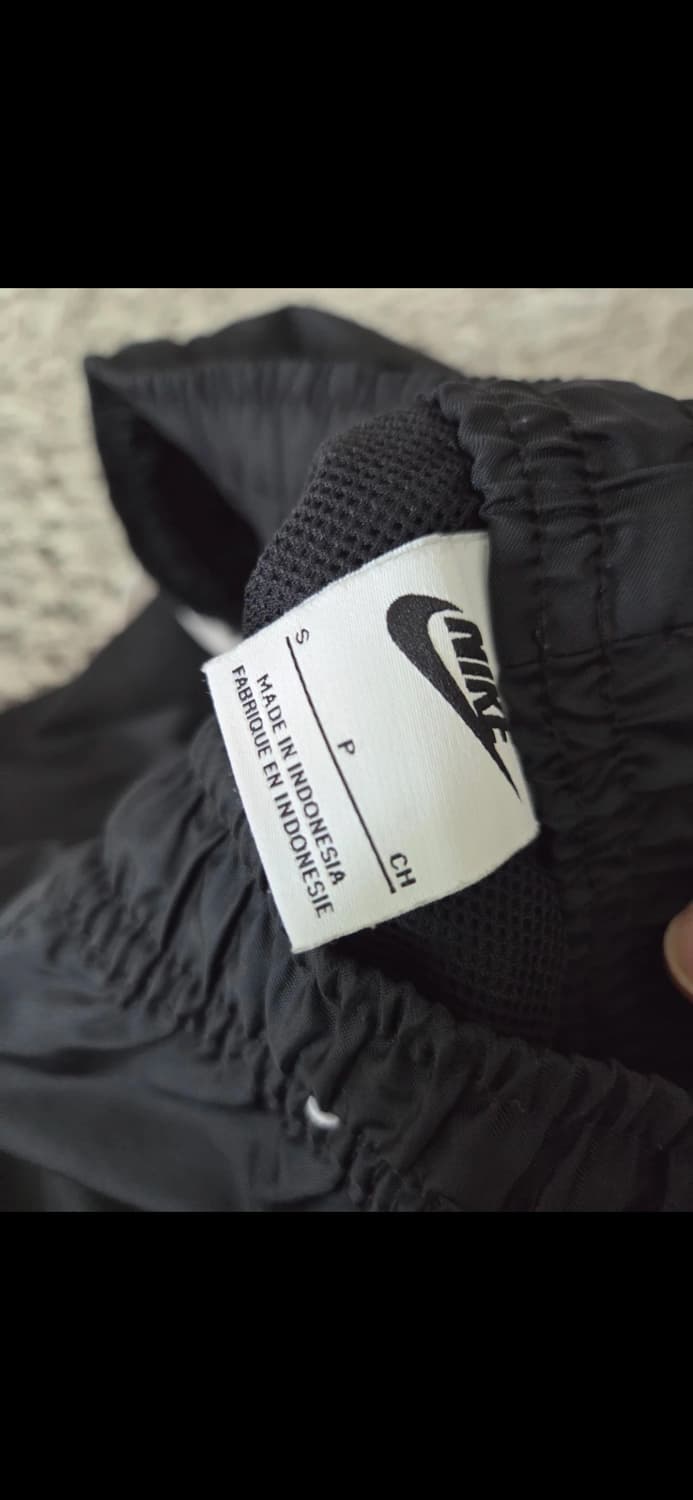 NIKE
S P CH
MADE IN INDONESIA
FABRIQUE EN INDONESIE